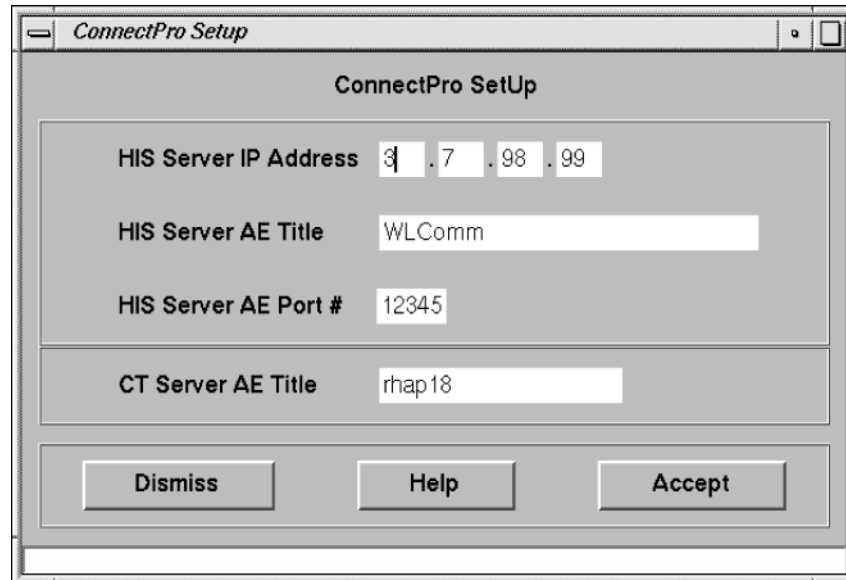 ConnectPro Setup
ConnectPro SetUp
HIS Server IP Address 3 . 7 . 98 . 99
HIS Server AE Title WLComm
HIS Server AE Port # 12345
CT Server AE Title rhap18
Dismiss Help Accept